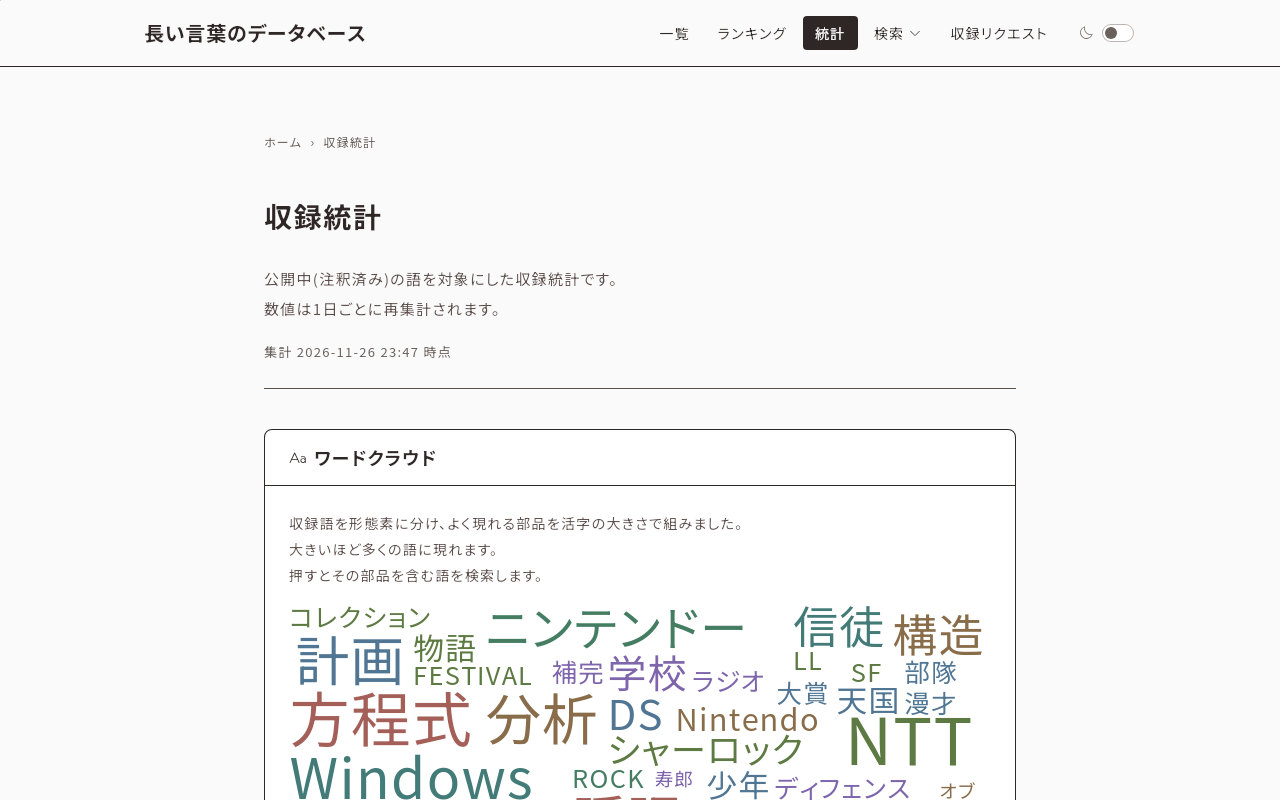 長い言葉のデータベース
一覧 ランキング 統計 検索 収録リクエスト
ホーム › 収録統計
収録統計
公開中(注釈済み)の語を対象にした収録統計です。
数値は1日ごとに再集計されます。
集計 2026-11-26 23:47 時点
Aa ワードクラウド
収録語を形態素に分け、よく現れる部品を活字の大きさで組みました。
大きいほど多くの語に現れます。
押すとその部品を含む語を検索します。
コレクション ニンテンドー 信徒 構造
計画 物語 FESTIVAL 補完 学校 ラジオ LL SF 部隊
大賞 天国 漫才
方程式 分析 DS Nintendo NTT
シャーロック
Windows ROCK 寿郎 少年 ディフェンス オブ